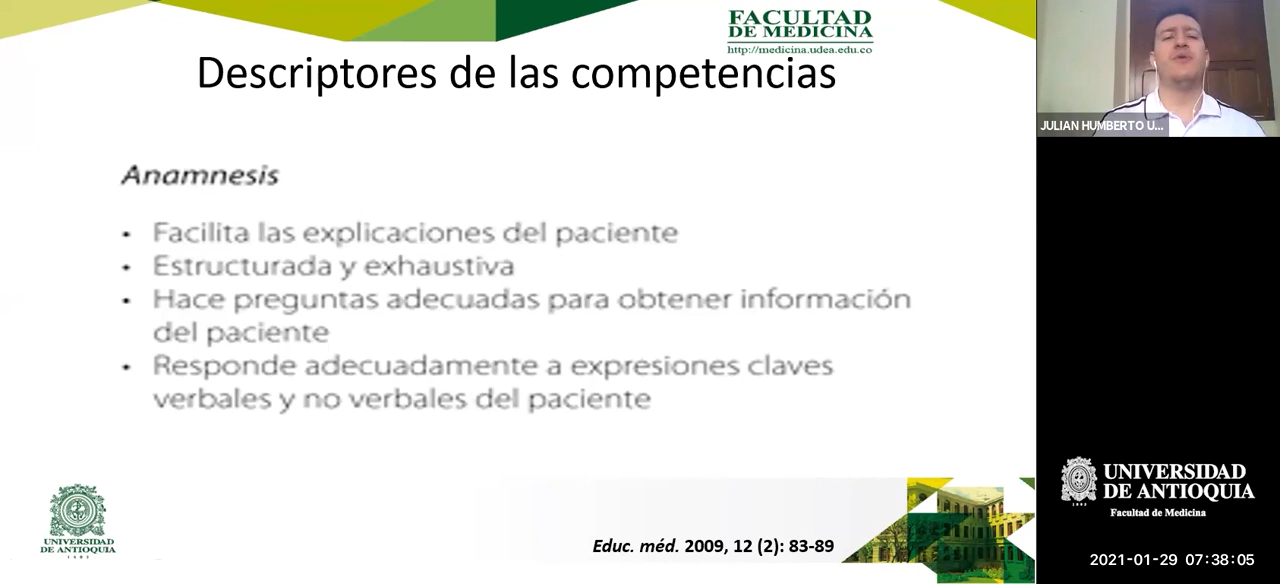 FACULTAD
DE MEDICINA
http://medicina.udea.edu.co
Descriptores de las competencias
Anamnesis
• Facilita las explicaciones del paciente
• Estructurada y exhaustiva
• Hace preguntas adecuadas para obtener información
del paciente
• Responde adecuadamente a expresiones claves
verbales y no verbales del paciente
UNIVERSIDAD
DE ANTIOQUIA
1803
Educ. méd. 2009, 12 (2): 83-89
JULIAN HUMBERTO U...
UNIVERSIDAD
DE ANTIOQUIA
1803
Facultad de Medicina
2021-01-29 07:38:05